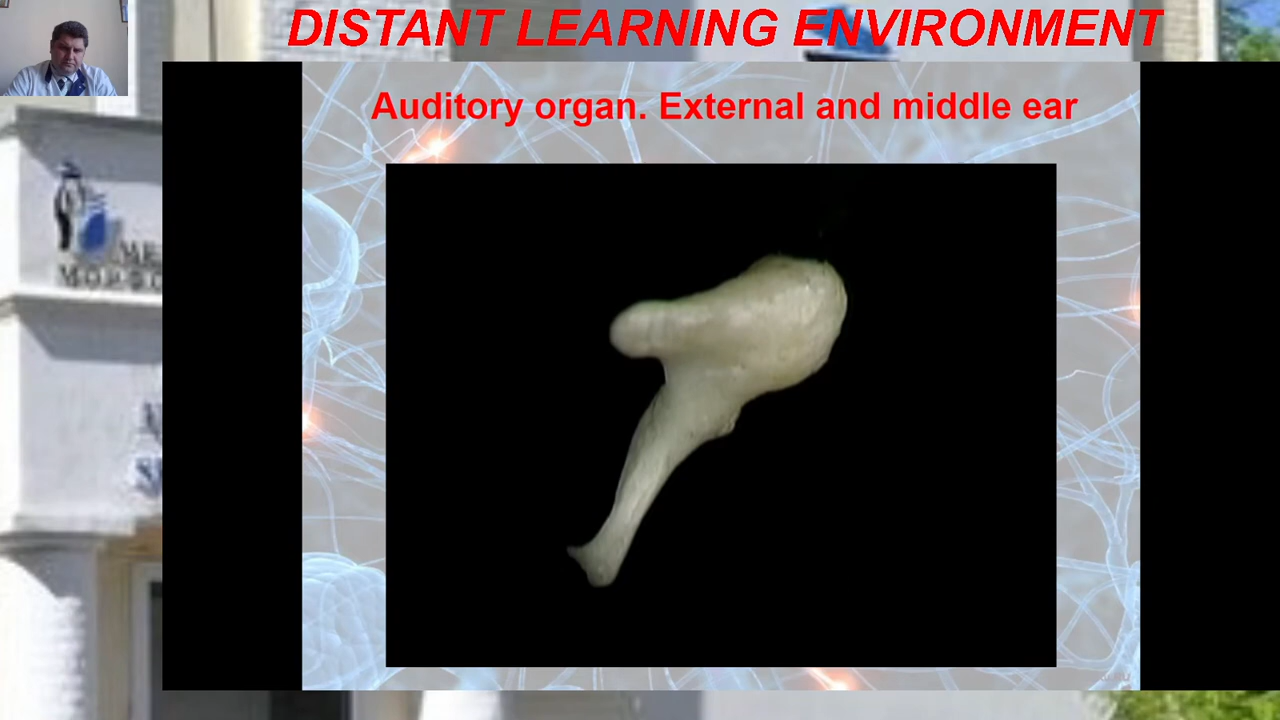 DISTANT LEARNING ENVIRONMENT
Auditory organ. External and middle ear